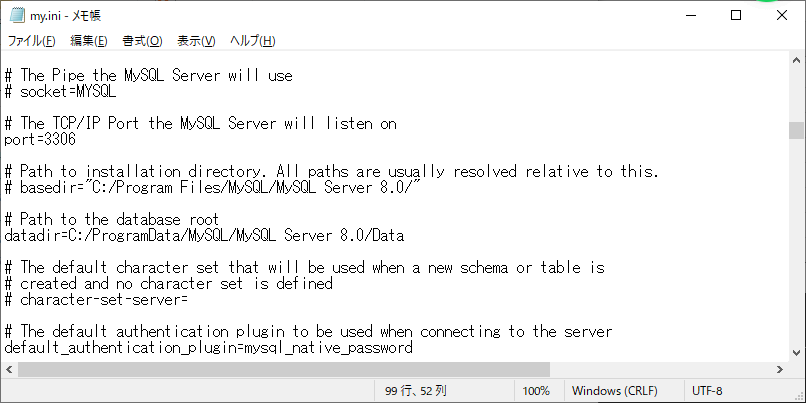 my.ini - メモ帳
ファイル(F) 編集(E) 書式(O) 表示(V) ヘルプ(H)
# The Pipe the MySQL Server will use
# socket=MYSQL
# The TCP/IP Port the MySQL Server will listen on
port=3306
# Path to installation directory. All paths are usually resolved relative to this.
# basedir="C:/Program Files/MySQL/MySQL Server 8.0/"
# Path to the database root
datadir=C:/ProgramData/MySQL/MySQL Server 8.0/Data
# The default character set that will be used when a new schema or table is
# created and no character set is defined
# character-set-server=
# The default authentication plugin to be used when connecting to the server
default_authentication_plugin=mysql_native_password
99 行、52 列 100% Windows (CRLF) UTF-8